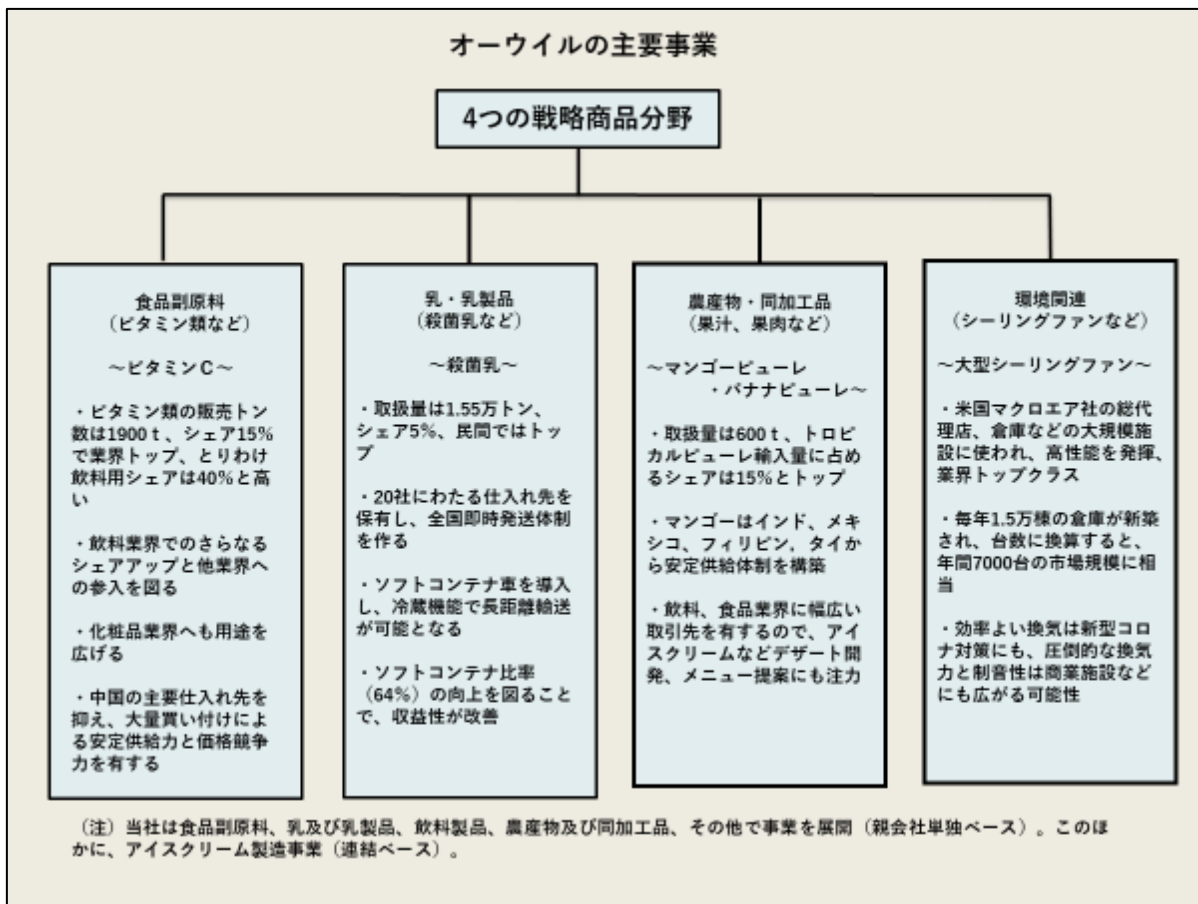 オーウイルの主要事業
4つの戦略商品分野
食品副原料
（ビタミン類など）
～ビタミンC～
・ビタミン類の販売トン
数は1900ｔ、シェア15％
で業界トップ、とりわけ
飲料用シェアは40％と高
い
・飲料業界でのさらなる
シェアアップと他業界へ
の参入を図る
・化粧品業界へも用途を
広げる
・中国の主要仕入れ先を
抑え、大量買い付けによ
る安定供給力と価格競争
力を有する
乳・乳製品
（殺菌乳など）
～殺菌乳～
・取扱量は1.55万トン、
シェア5％、民間ではトッ
プ
・20社にわたる仕入れ先を
保有し、全国即時発送体制
を作る
・ソフトコンテナ車を導入
し、冷蔵機能で長距離輸送
が可能となる
・ソフトコンテナ比率
（64％）の向上を図ること
で、収益性が改善
農産物・同加工品
（果汁、果肉など）
～マンゴーピューレ
・バナナピューレ～
・取扱量は600ｔ、トロピ
カルピューレ輸入量に占め
るシェアは15％とトップ
・マンゴーはインド、メキ
シコ、フィリピン，タイか
ら安定供給体制を構築
・飲料、食品業界に幅広い
取引先を有するので、アイ
スクリームなどデザート開
発、メニュー提案にも注力
環境関連
（シーリングファンなど）
～大型シーリングファン～
・米国マクロエア社の総代
理店、倉庫などの大規模施
設に使われ、高性能を発揮、
業界トップクラス
・毎年1.5万棟の倉庫が新築
され、台数に換算すると、
年間7000台の市場規模に相
当
・効率よい換気は新型コロ
ナ対策にも、圧倒的な換気
力と制音性は商業施設など
にも広がる可能性
（注）当社は食品副原料、乳及び乳製品、飲料製品、農産物及び同加工品、その他で事業を展開（親会社単独ベース）。このほ
かに、アイスクリーム製造事業（連結ベース）。